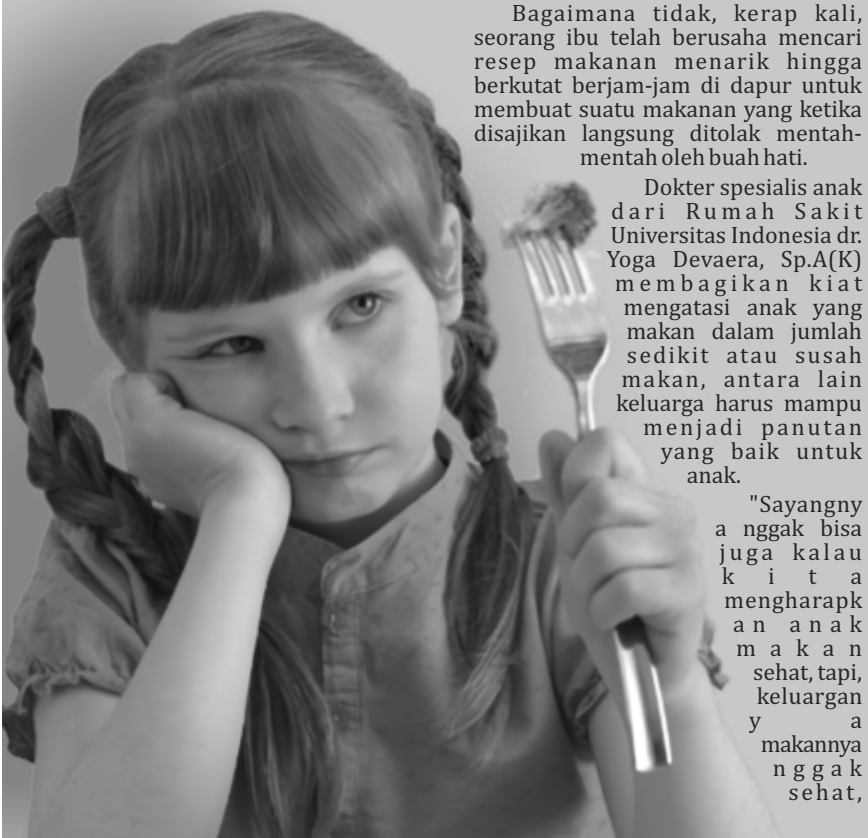 Bagaimana tidak, kerap kali,
seorang ibu telah berusaha mencari
resep makanan menarik hingga
berkutat berjam-jam di dapur untuk
membuat suatu makanan yang ketika
disajikan langsung ditolak mentah-
mentah oleh buah hati.
Dokter spesialis anak
dari Rumah Sakit
Universitas Indonesia dr.
Yoga Devaera, Sp.A(K)
membagikan kiat
mengatasi anak yang
makan dalam jumlah
sedikit atau susah
makan, antara lain
keluarga harus mampu
menjadi panutan
yang baik untuk
anak.
"Sayangny
a nggak bisa
juga kalau
kita
mengharapk
an anak
makan
sehat, tapi,
keluargan
y a
makannya
nggak
sehat,